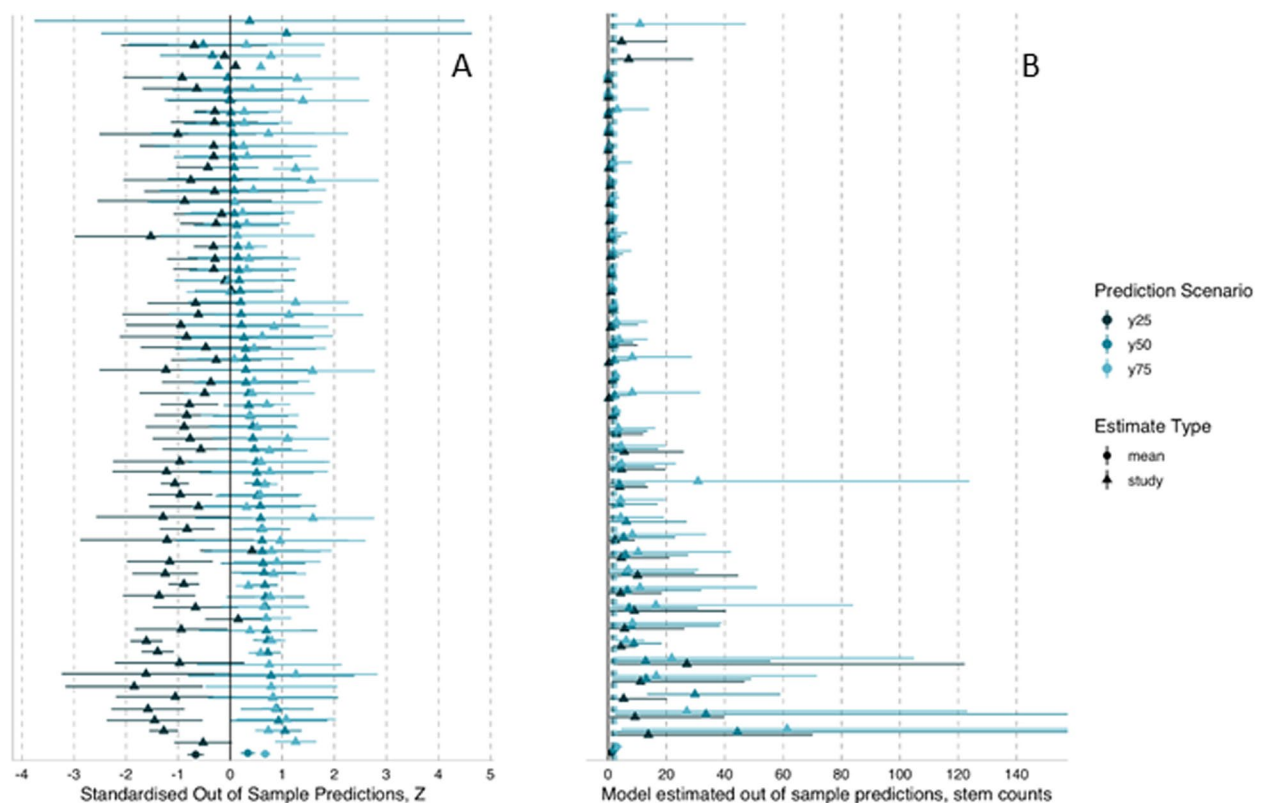 A
B
Prediction Scenario
y25
y50
y75
Estimate Type
mean
study
-4 -3 -2 -1 0 1 2 3 4 5
Standardised Out of Sample Predictions, Z
0 20 40 60 80 100 120 140
Model estimated out of sample predictions, stem counts